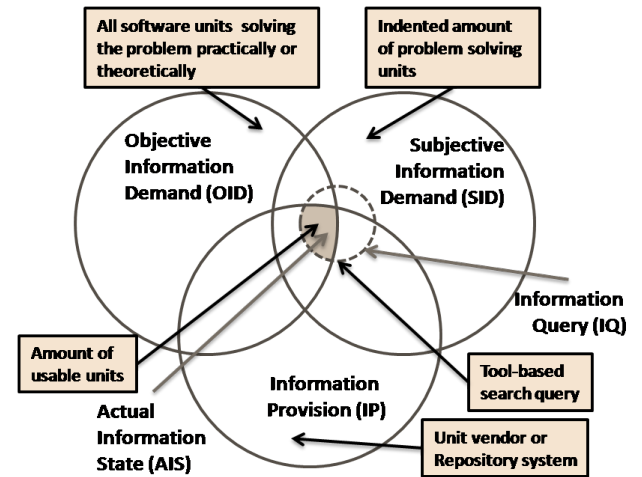 All software units solving
the problem practically or
theoretically
Indented amount
of problem solving
units
Objective
Information
Demand (OID)
Subjective
Information
Demand (SID)
Information
Query (IQ)
Amount of
usable units
Tool-based
search query
Information
Provision (IP)
Actual
Information
State (AIS)
Unit vendor or
Repository system